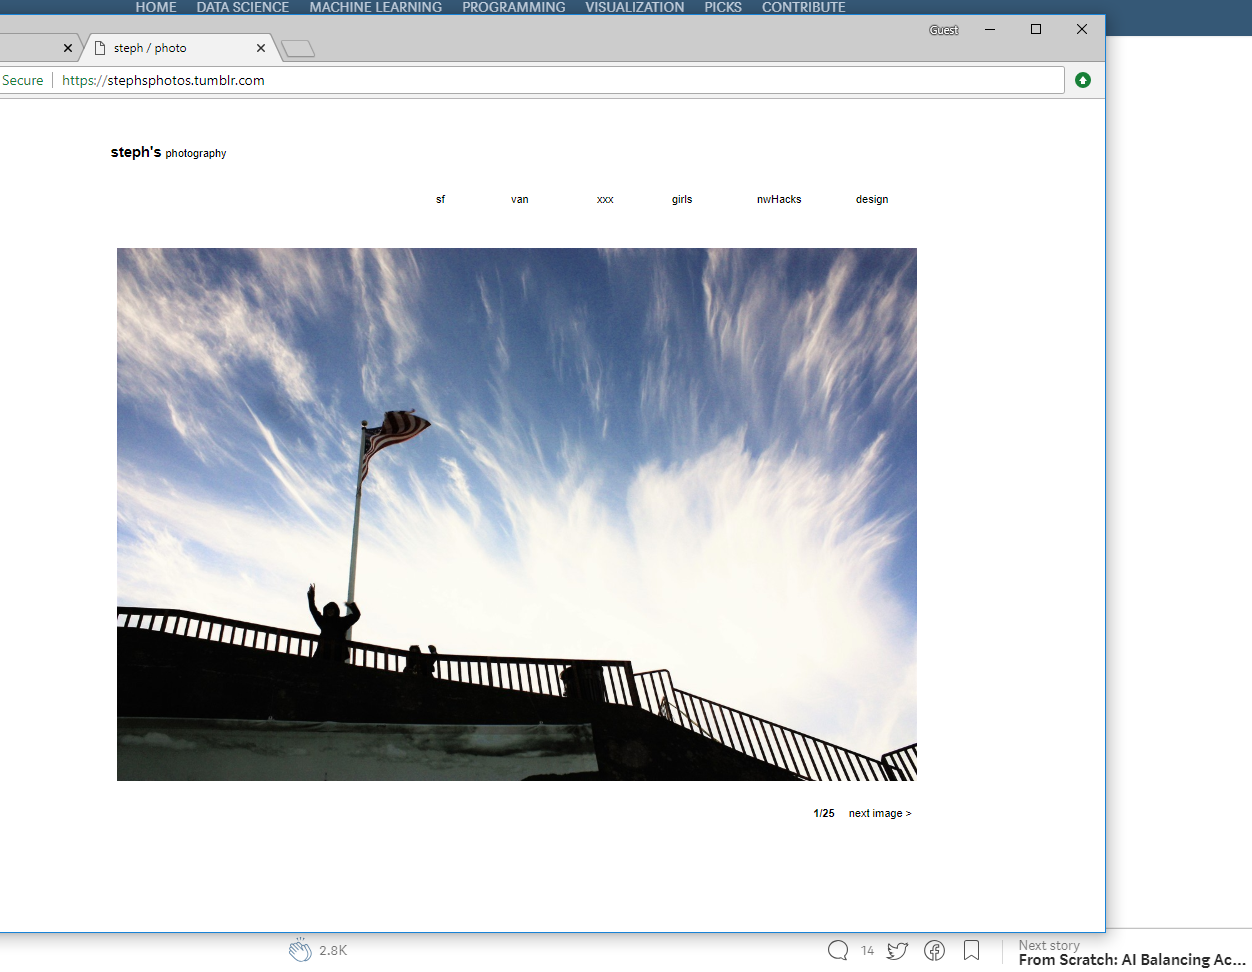 HOME DATA SCIENCE MACHINE LEARNING PROGRAMMING VISUALIZATION PICKS CONTRIBUTE
Guest
steph / photo
Secure https://stephsphotos.tumblr.com
steph's photography
sf van xxx girls nwHacks design
1/25 next image >
2.8K 14 Next story
From Scratch: AI Balancing Ac...